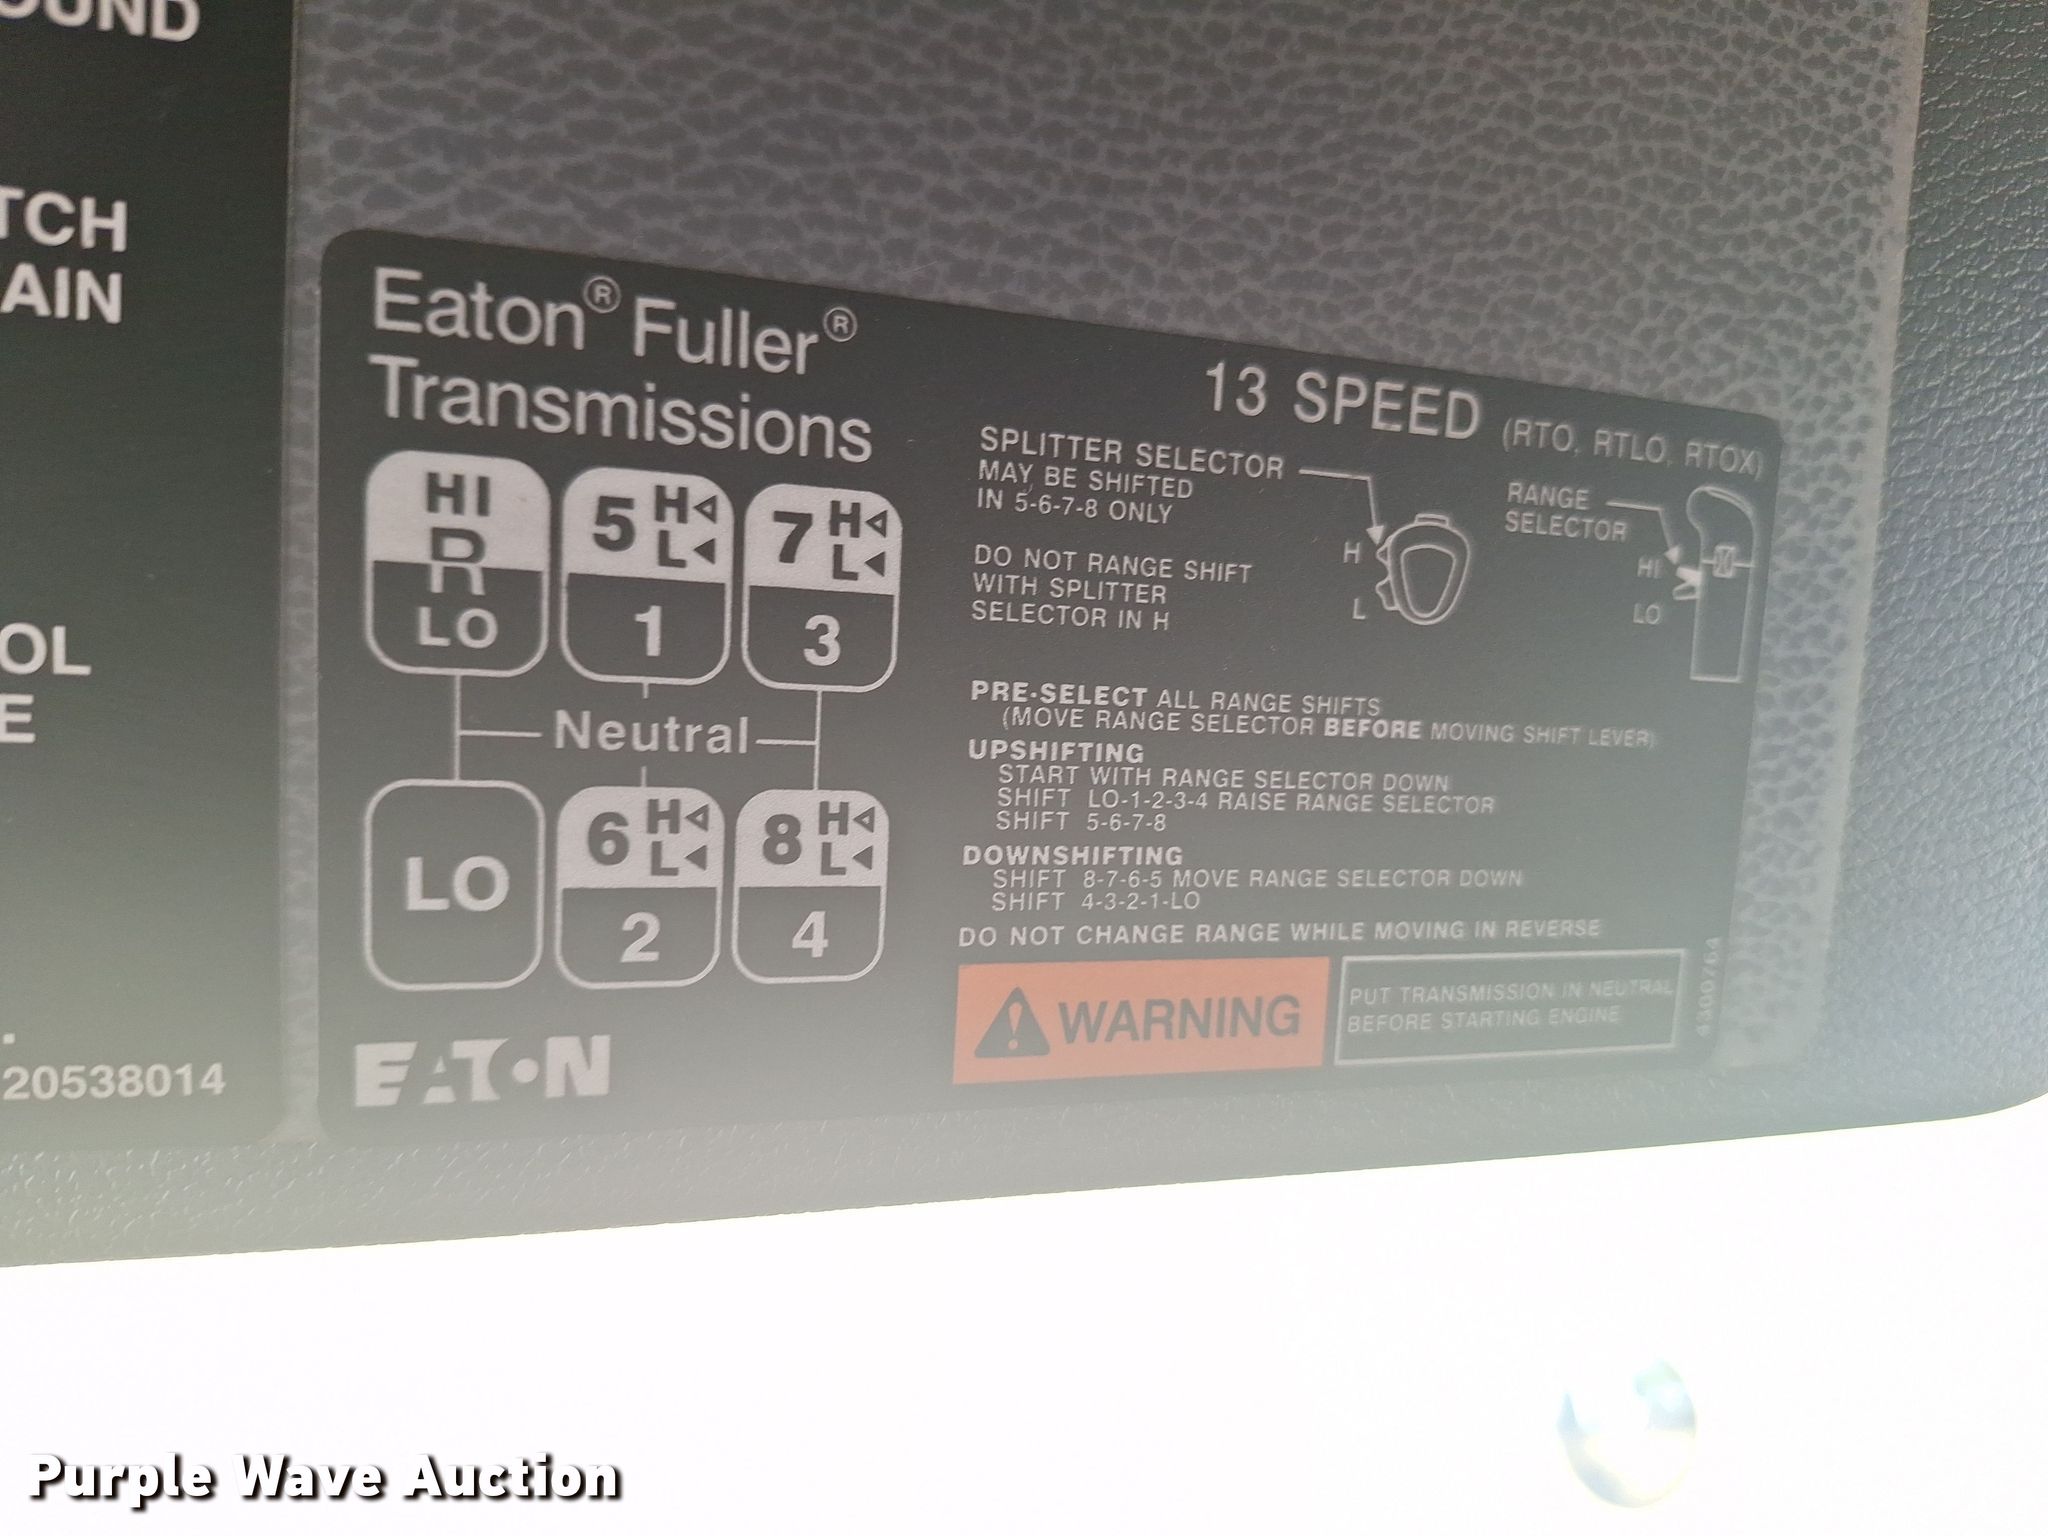 OUND
TCH
AIN
OL
E
.
20538014
Eaton® Fuller®
Transmissions
13 SPEED (RTO, RTLO, RTOX)
HI
R
LO
5 H L
1
7 H L
3
Neutral
LO
6 H L
2
8 H L
4
EATON
SPLITTER SELECTOR
MAY BE SHIFTED
IN 5-6-7-8 ONLY
DO NOT RANGE SHIFT
WITH SPLITTER
SELECTOR IN H
H
L
RANGE
SELECTOR
HI
LO
PRE-SELECT ALL RANGE SHIFTS
(MOVE RANGE SELECTOR BEFORE MOVING SHIFT LEVER)
UPSHIFTING
START WITH RANGE SELECTOR DOWN
SHIFT LO-1-2-3-4 RAISE RANGE SELECTOR
SHIFT 5-6-7-8
DOWNSHIFTING
SHIFT 8-7-6-5 MOVE RANGE SELECTOR DOWN
SHIFT 4-3-2-1-LO
DO NOT CHANGE RANGE WHILE MOVING IN REVERSE
WARNING
PUT TRANSMISSION IN NEUTRAL
BEFORE STARTING ENGINE
4300764
Purple Wave Auction